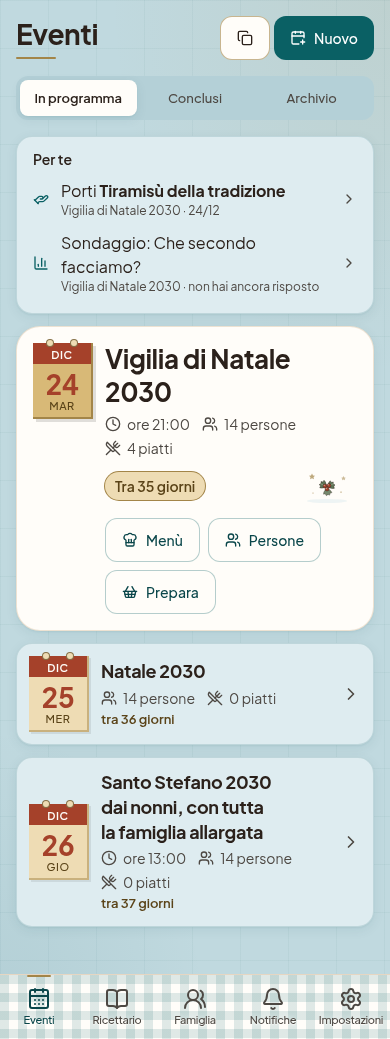 Eventi
Nuovo
In programma
Conclusi
Archivio
Per te
Porti Tiramisù della tradizione
Vigilia di Natale 2030 · 24/12
Sondaggio: Che secondo
facciamo?
Vigilia di Natale 2030 · non hai ancora risposto
DIC
24
MAR
Vigilia di Natale
2030
ore 21:00
14 persone
4 piatti
Tra 35 giorni
Menù
Persone
Prepara
DIC
25
MER
Natale 2030
14 persone
0 piatti
tra 36 giorni
DIC
26
GIO
Santo Stefano 2030
dai nonni, con tutta
la famiglia allargata
ore 13:00
14 persone
0 piatti
tra 37 giorni
Eventi
Ricettario
Famiglia
Notifiche
Impostazioni